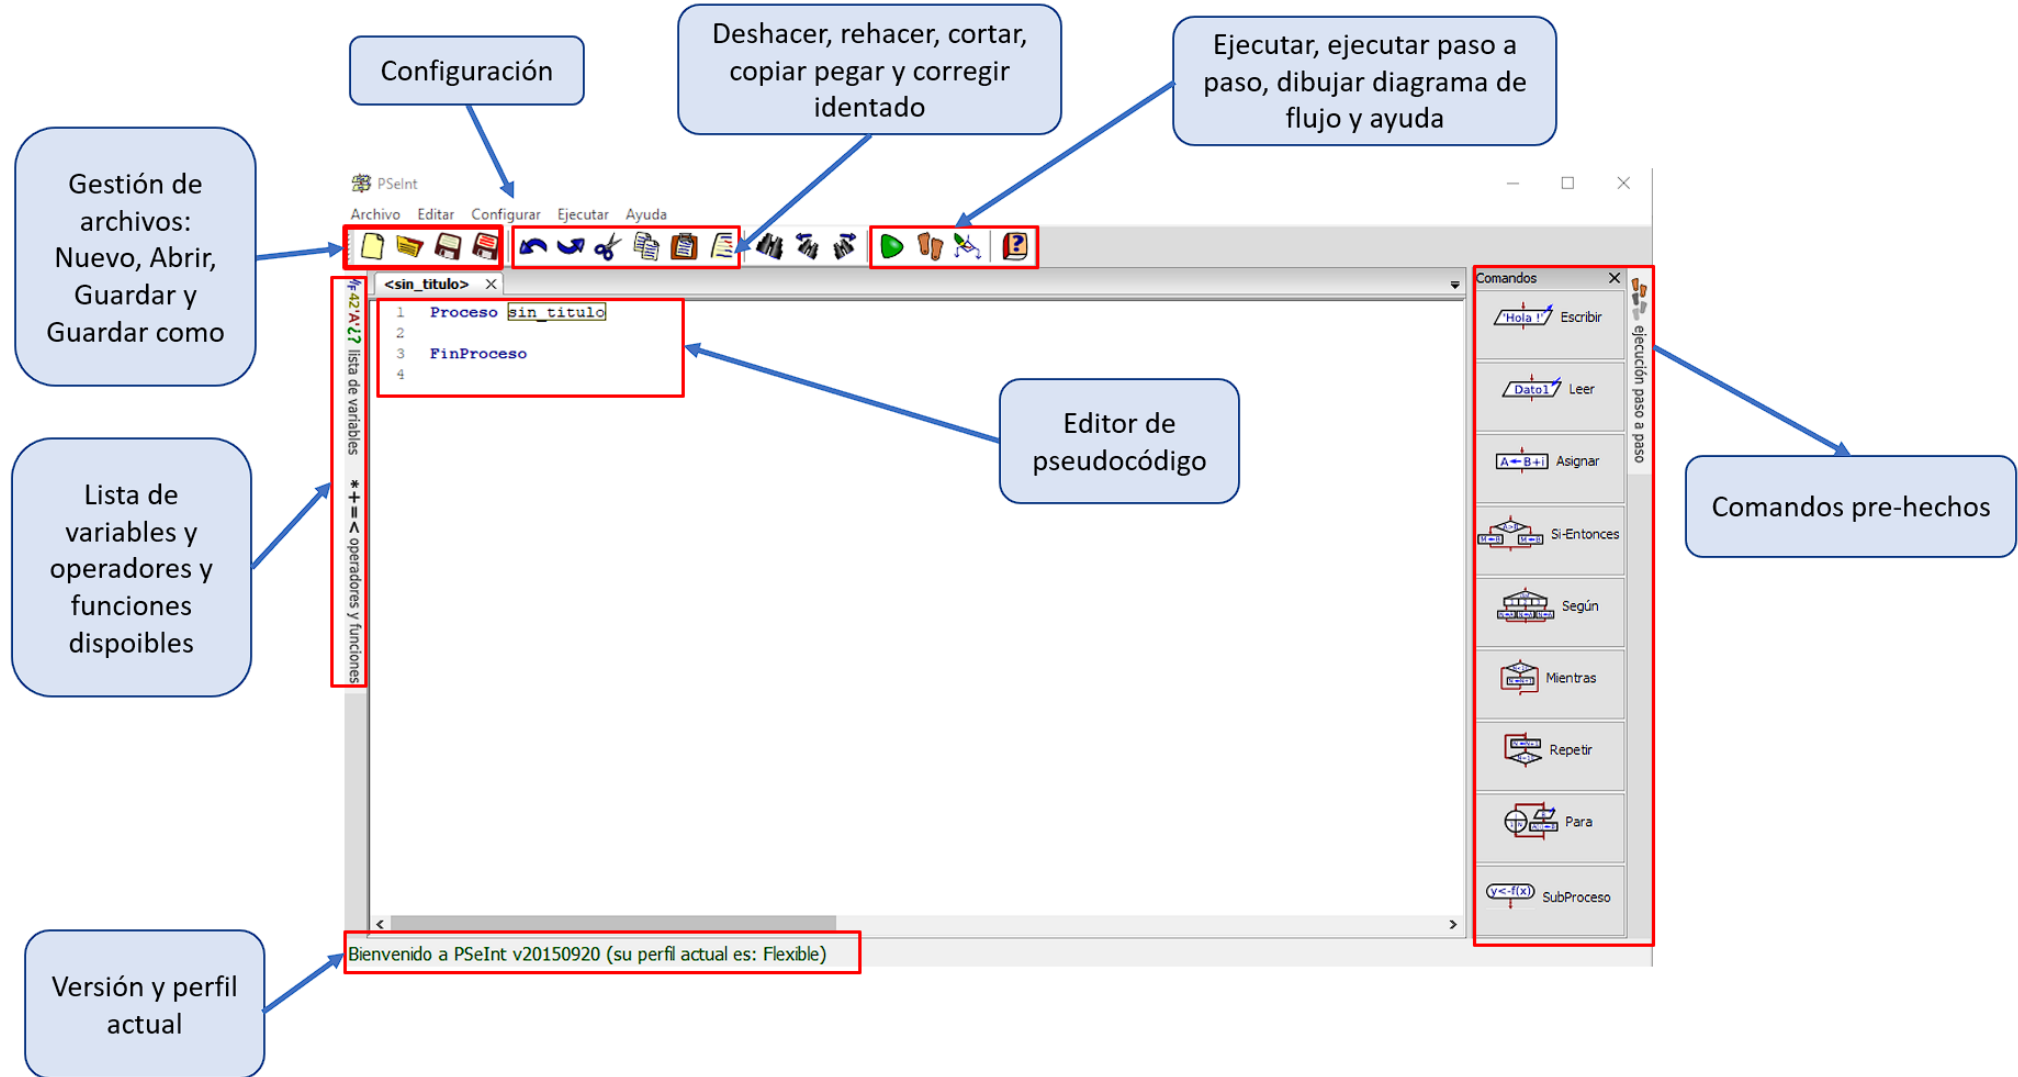 Configuración
Deshacer, rehacer, cortar,
copiar pegar y corregir
identado
Ejecutar, ejecutar paso a
paso, dibujar diagrama de
flujo y ayuda
Gestión de
archivos:
Nuevo, Abrir,
Guardar y
Guardar como
PSeInt
Archivo Editar Configurar Ejecutar Ayuda
<sin_titulo>
1 Proceso sin_titulo
2
3 FinProceso
4
42'A'¿? lista de variables
*+=< operadores y funciones
Lista de
variables y
operadores y
funciones
dispoibles
Editor de
pseudocódigo
Comandos
'Hola !' Escribir
Dato1 Leer
A←B+i Asignar
Si-Entonces
Según
Mientras
Repetir
Para
y<-f(x) SubProceso
ejecución paso a paso
Comandos pre-hechos
Bienvenido a PSeInt v20150920 (su perfil actual es: Flexible)
Versión y perfil
actual